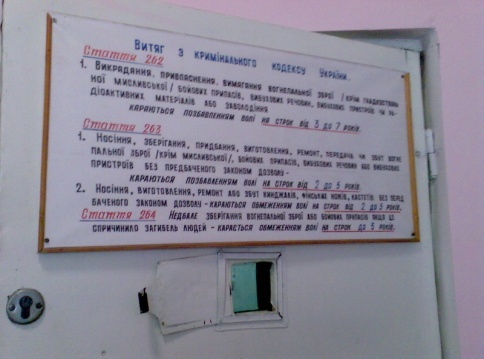 Витяг з кримінального кодексу України.
Стаття 262
1. Викрадання, привласнення, вимагання вогнепальної зброї /крім гладкоствольної мисливської/ бойових припасів, вибухових речовин, вибухових пристроїв чи
діоактивних матеріалів або заволодіння
караються позбавленням волі на строк від 3 до 7 років.
Стаття 263
1. Носіння, зберігання, придбання, виготовлення, ремонт, передача чи збут вогне-
пальної зброї /крім мисливської/, бойових припасів, вибухових речовин або вибухових
пристроїв без предбаченого законом дозволу-
караються позбавленням волі на строк від 2 до 5 років.
2. Носіння, виготовлення, ремонт або збут кинджалів, фінських ножів, кастетів без перед
баченого законом дозволу - караються обмеженням волі на строк від 2 до 5 років.
Стаття 264 Недбале зберігання вогнепальної зброї або бойових припасів якщо це
спричинило загибель людей - карається обмеженням волі на строк до 3 років.